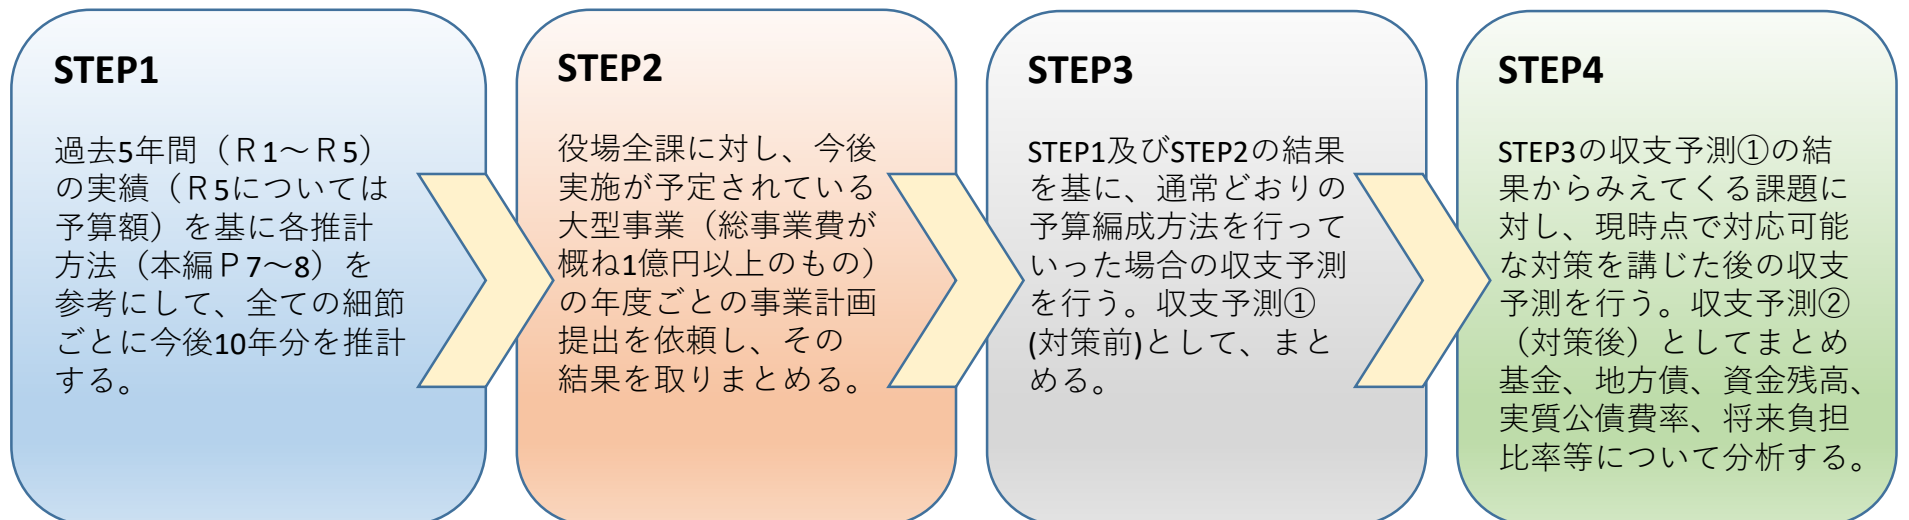 STEP1
過去5年間（Ｒ1～Ｒ5）
の実績（Ｒ5については
予算額）を基に各推計
方法（本編Ｐ7～8）を
参考にして、全ての細節
ごとに今後10年分を推計
する。
STEP2
役場全課に対し、今後
実施が予定されている
大型事業（総事業費が
概ね1億円以上のもの）
の年度ごとの事業計画
提出を依頼し、その
結果を取りまとめる。
STEP3
STEP1及びSTEP2の結果
を基に、通常どおりの
予算編成方法を行って
いった場合の収支予測
を行う。収支予測①
(対策前)として、まと
める。
STEP4
STEP3の収支予測①の結
果からみえてくる課題に
対し、現時点で対応可能
な対策を講じた後の収支
予測を行う。収支予測②
（対策後）としてまとめ
基金、地方債、資金残高、
実質公債費率、将来負担
比率等について分析する。